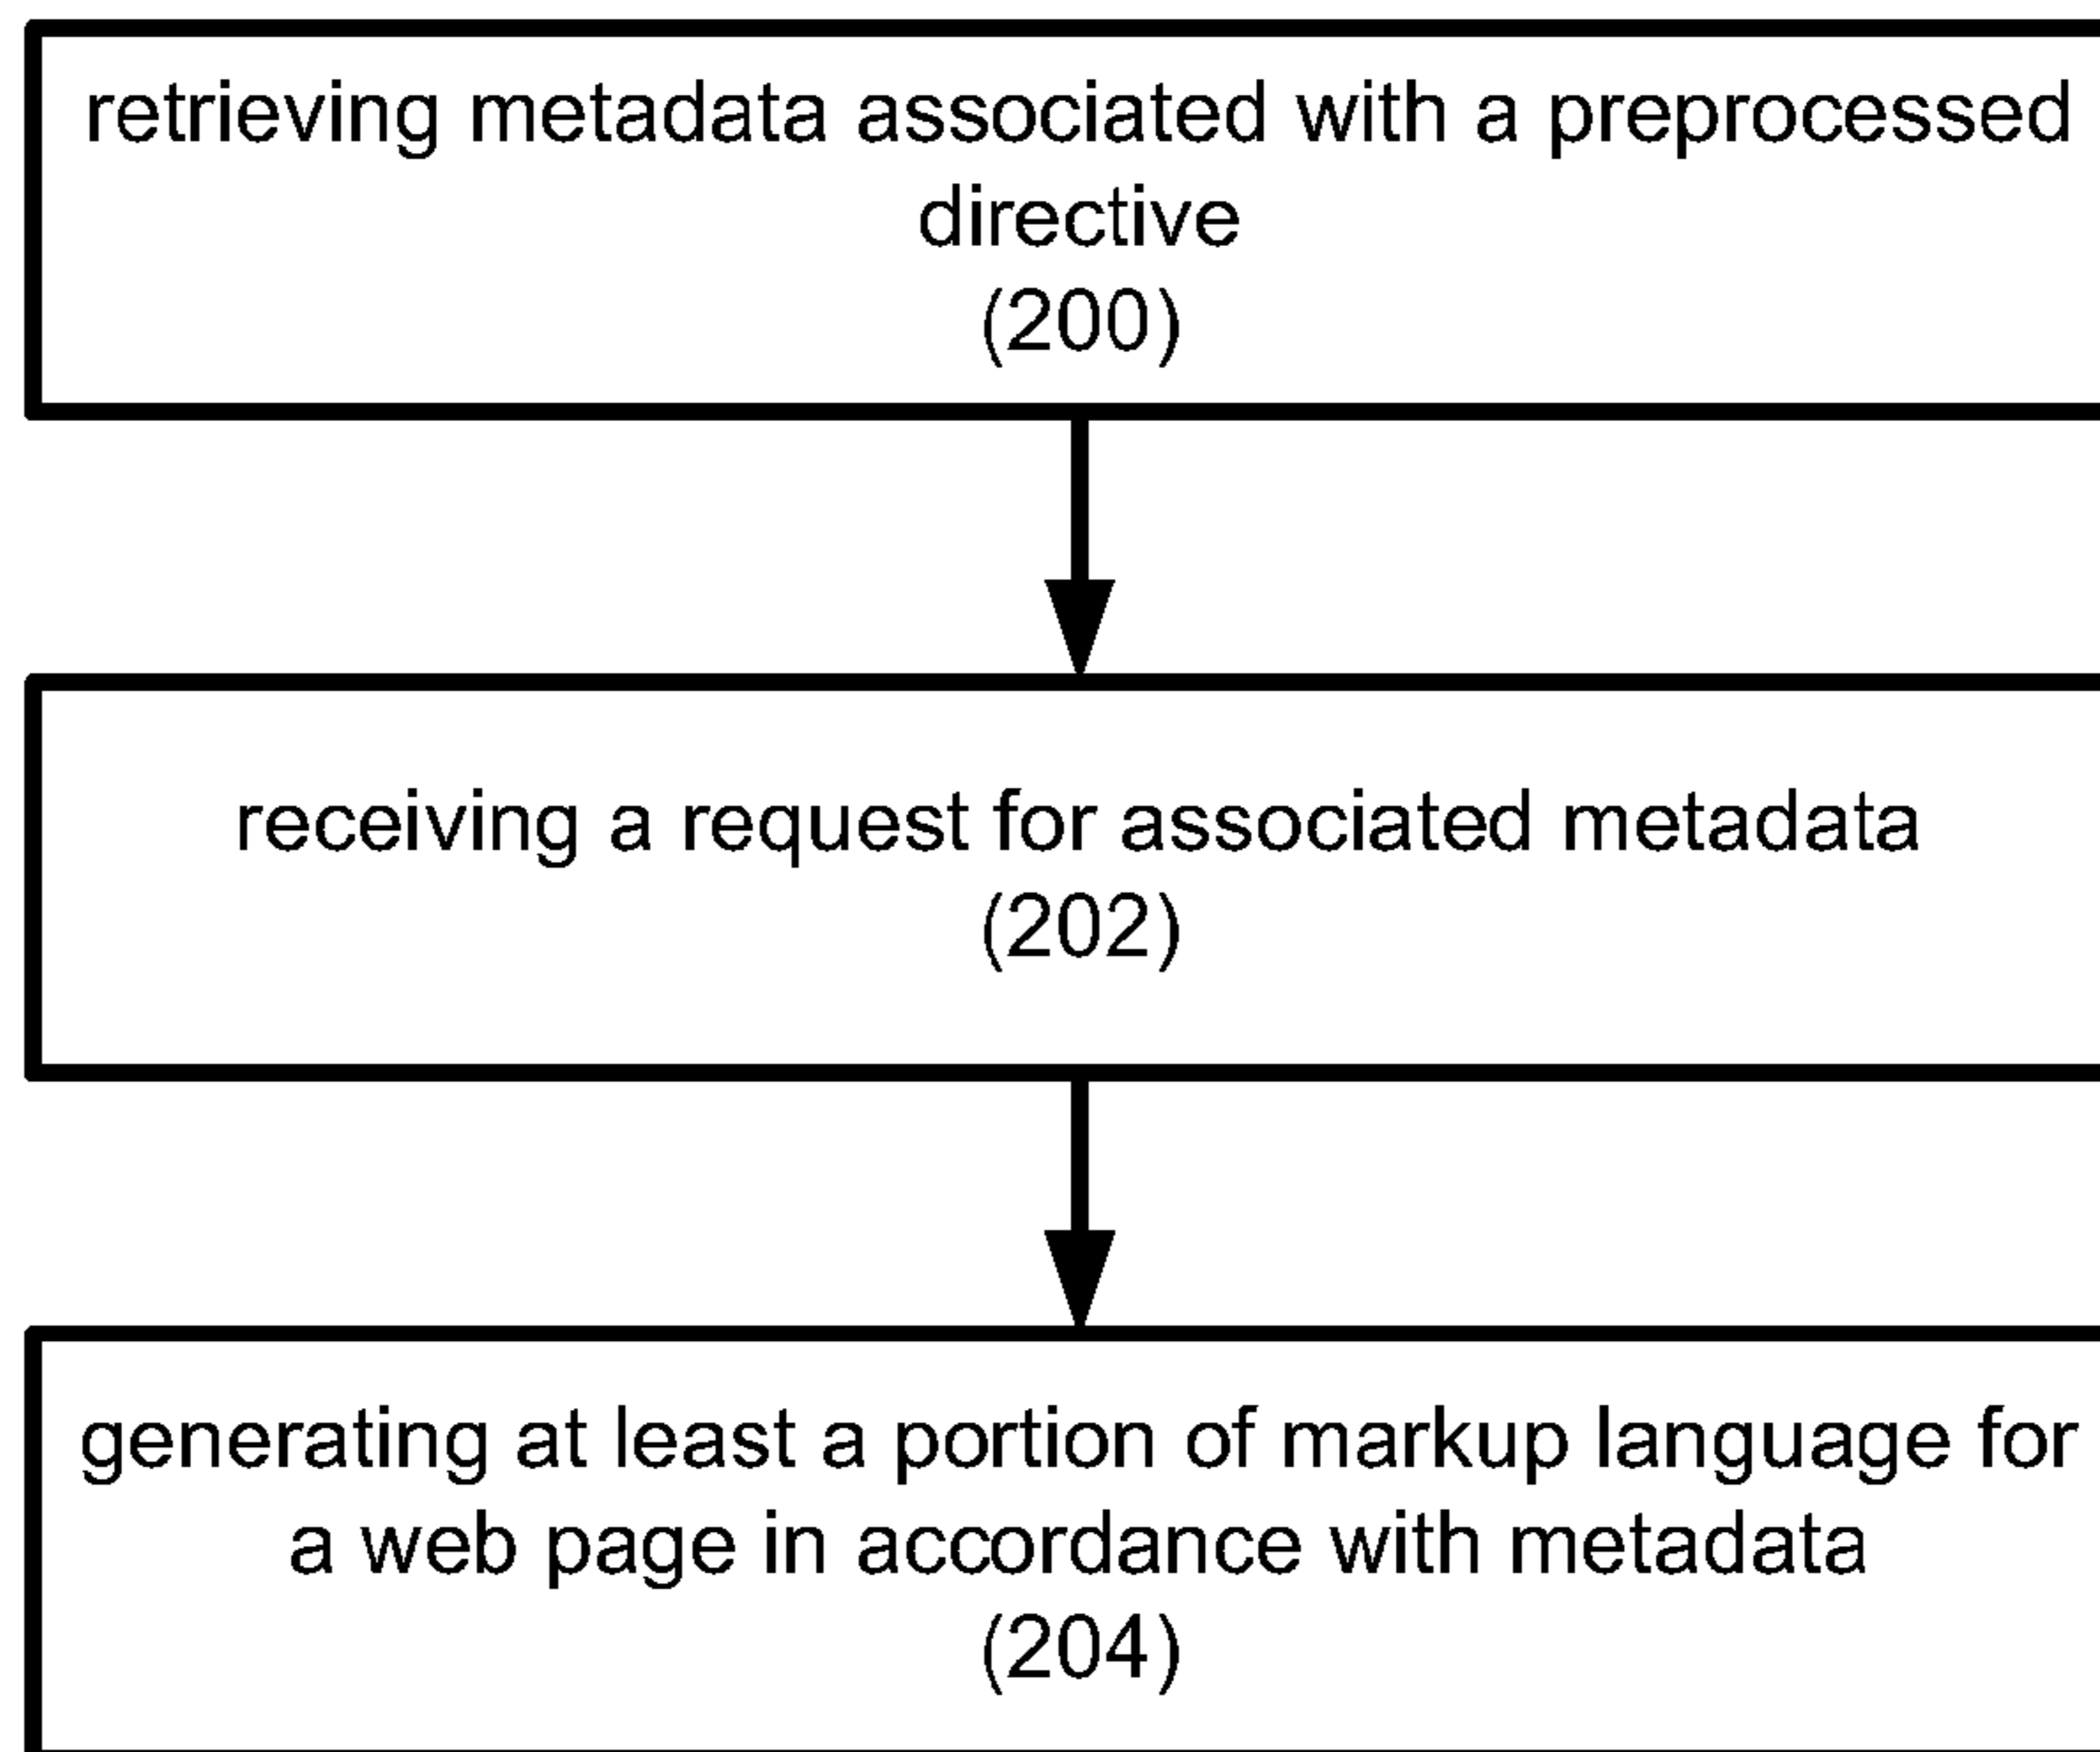 retrieving metadata associated with a preprocessed
directive
(200)
receiving a request for associated metadata
(202)
generating at least a portion of markup language for
a web page in accordance with metadata
(204)